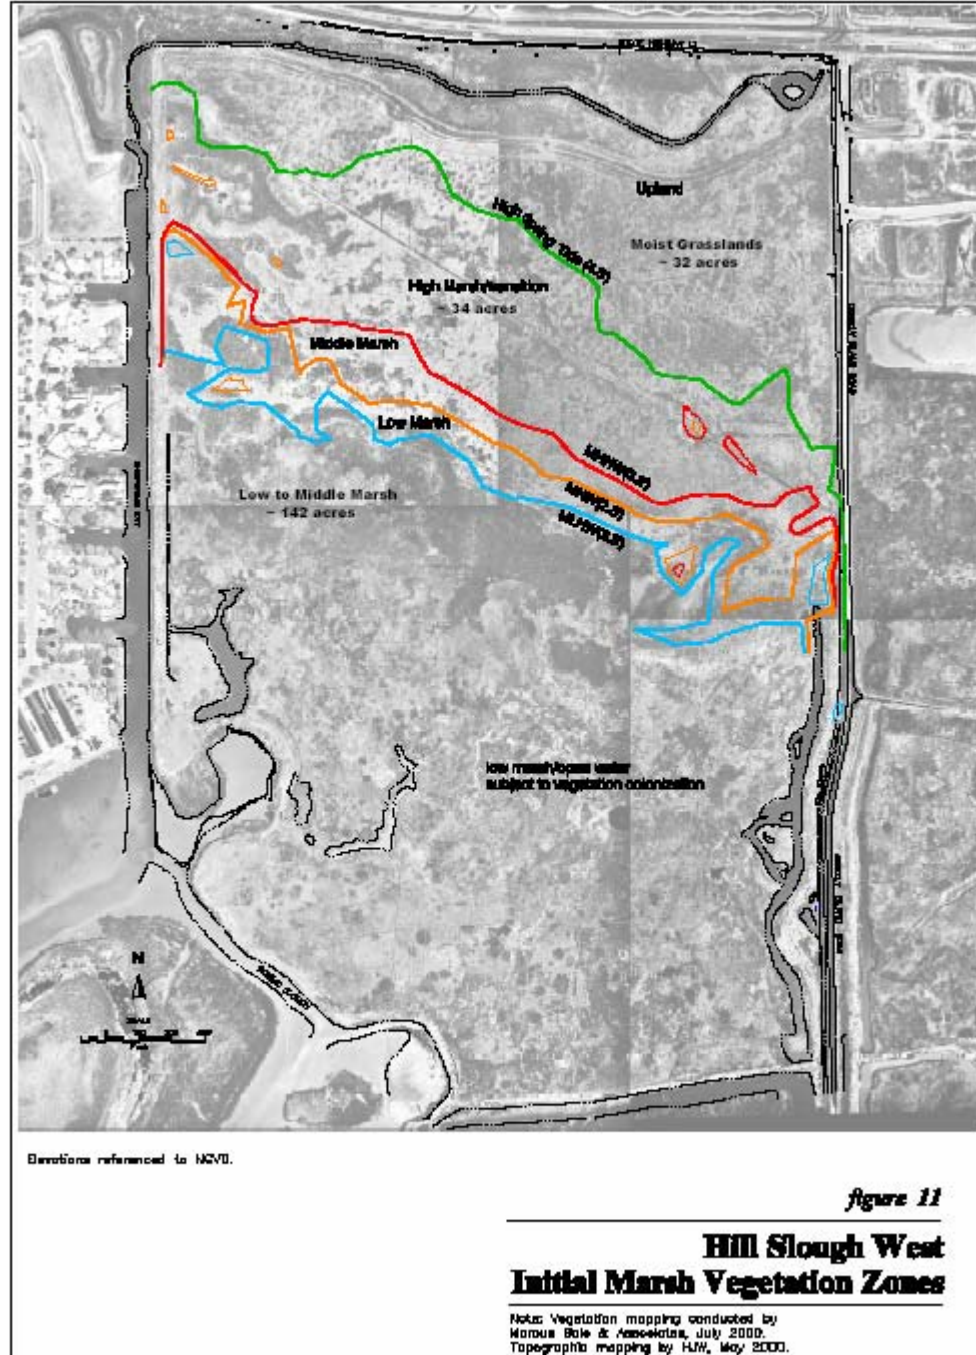 Upland
High Spring Tide
Moist Grasslands
~ 32 acres
High Marsh/transition
~ 34 acres
Middle Marsh
Low Marsh
MHHW
MHW
Low to Middle Marsh
~ 142 acres
low marsh/open water
subject to vegetation colonization
N
SCALE
Elevations referenced to NGVD.
figure 11
Hill Slough West
Initial Marsh Vegetation Zones
Note: Vegetation mapping conducted by
Marcus Bole & Associates, July 2000.
Topographic mapping by HJW, May 2000.